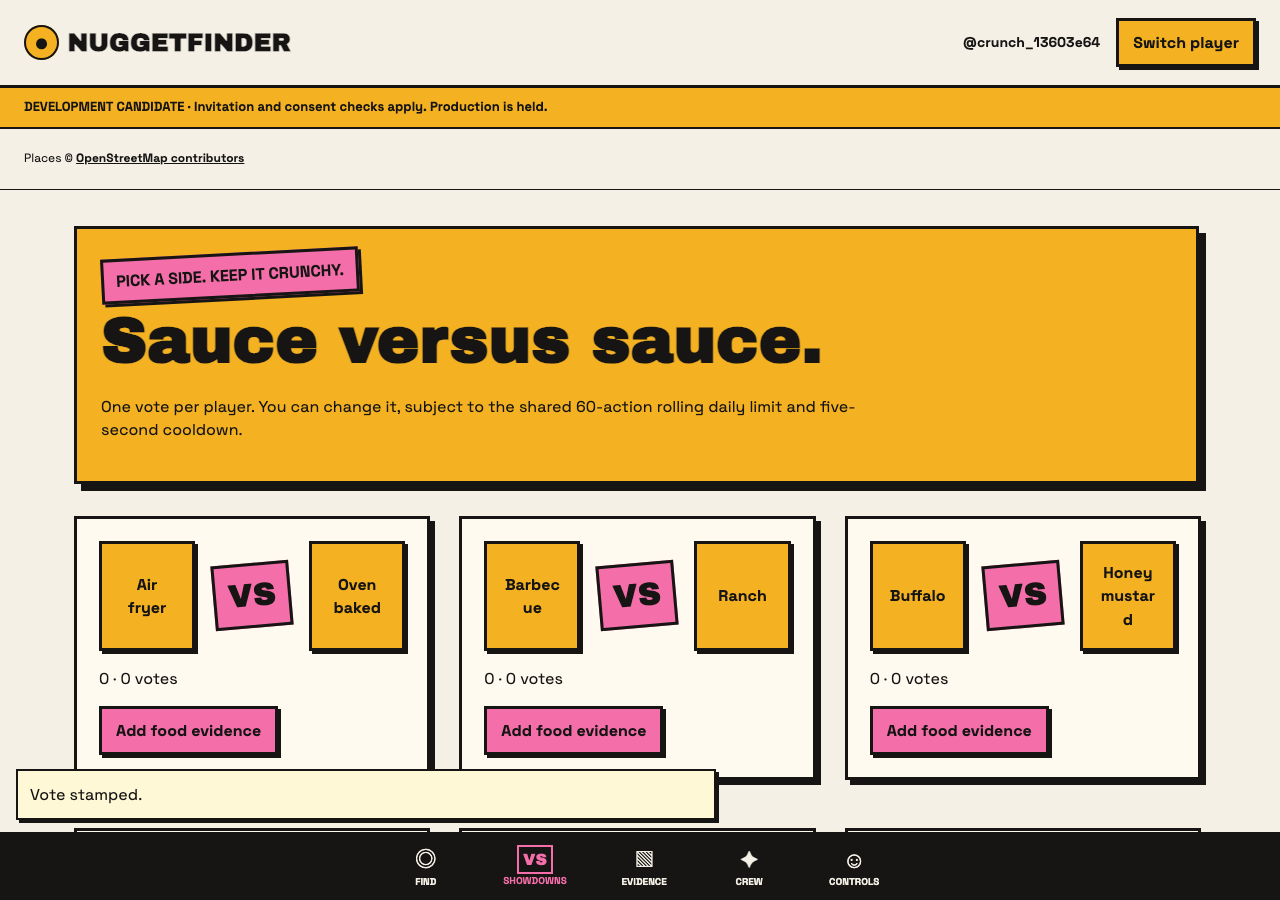 NUGGETFINDER
@crunch_13603e64
Switch player
DEVELOPMENT CANDIDATE · Invitation and consent checks apply. Production is held.
Places © OpenStreetMap contributors
PICK A SIDE. KEEP IT CRUNCHY.
Sauce versus sauce.
One vote per player. You can change it, subject to the shared 60-action rolling daily limit and five-
second cooldown.
Air
fryer
VS
Oven
baked
0 · 0 votes
Add food evidence
Barbec
ue
VS
Ranch
0 · 0 votes
Add food evidence
Buffalo
VS
Honey
mustar
d
0 · 0 votes
Add food evidence
Vote stamped.
FIND
VS
SHOWDOWNS
EVIDENCE
CREW
CONTROLS